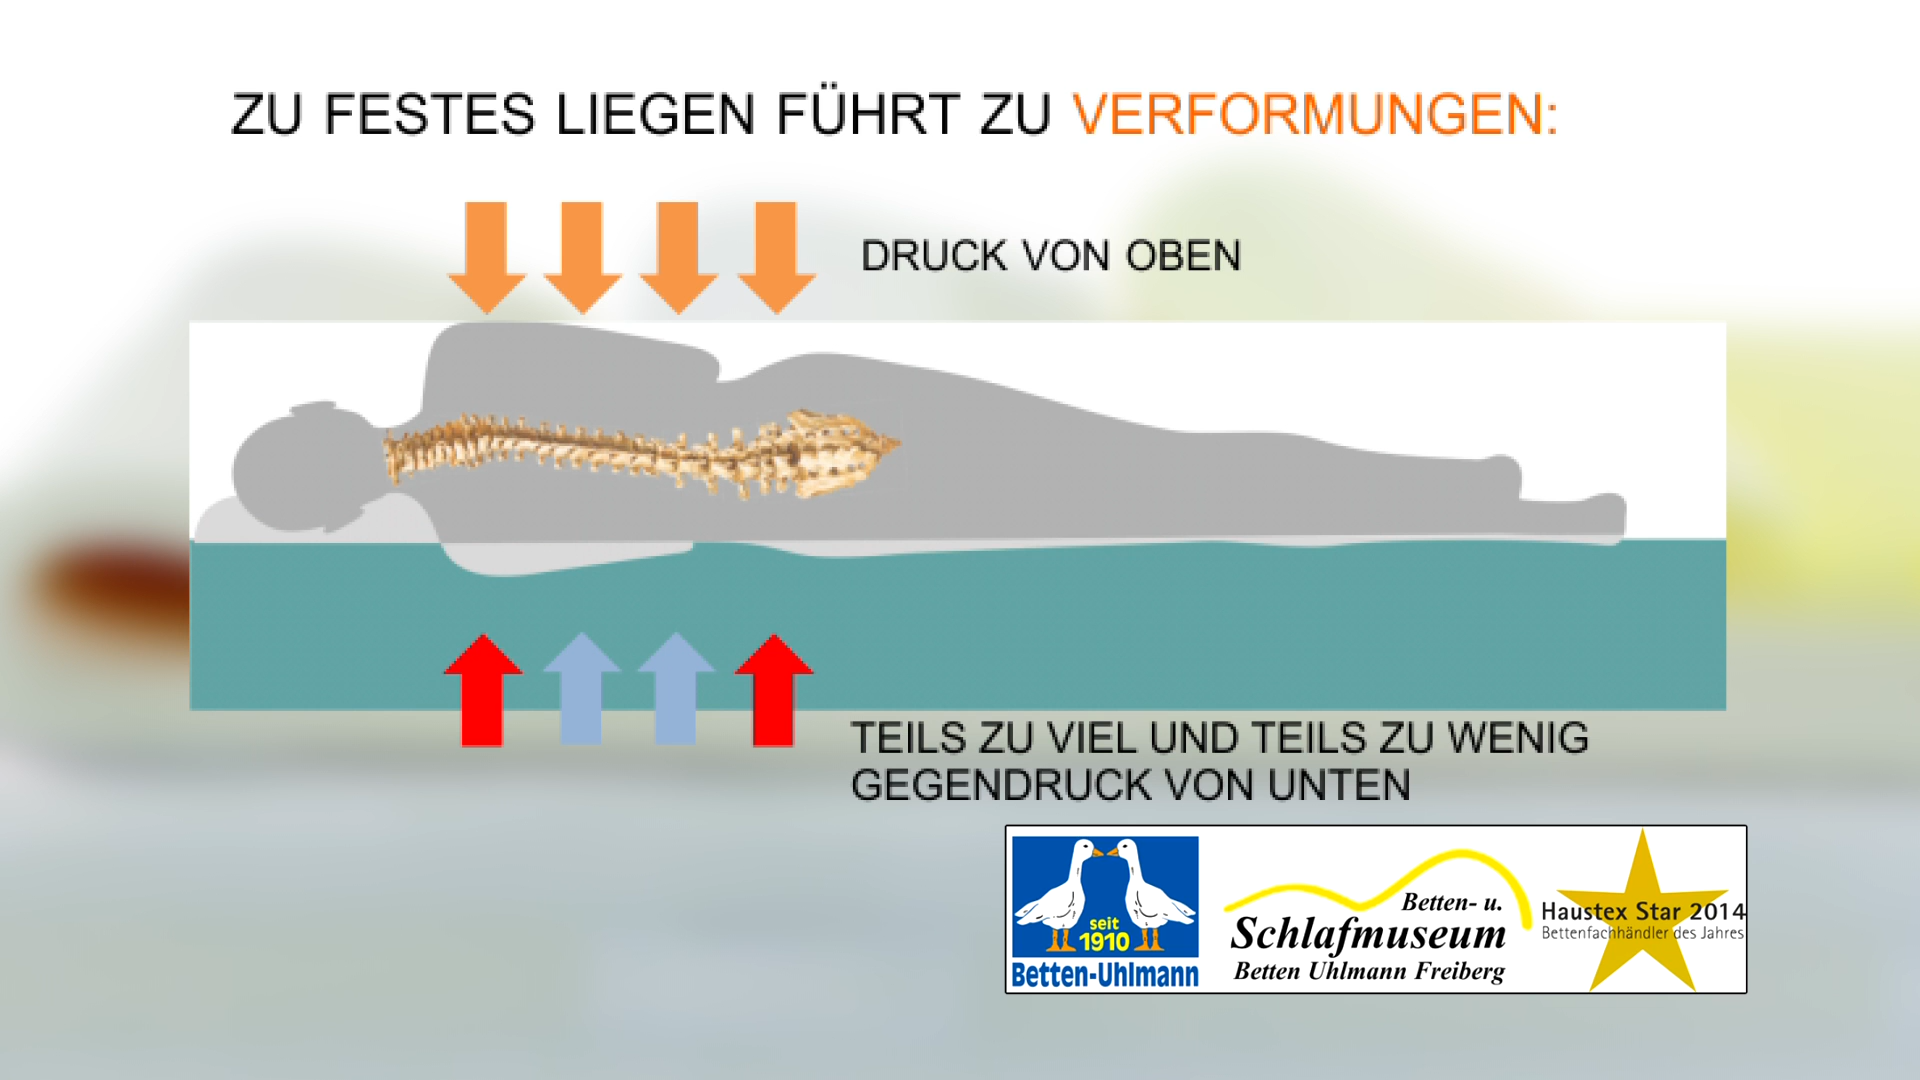 ZU FESTES LIEGEN FÜHRT ZU VERFORMUNGEN:
DRUCK VON OBEN
TEILS ZU VIEL UND TEILS ZU WENIG
GEGENDRUCK VON UNTEN
seit
1910
Betten-Uhlmann
Betten- u.
Schlafmuseum
Betten Uhlmann Freiberg
Haustex Star 2014
Bettenfachhändler des Jahres